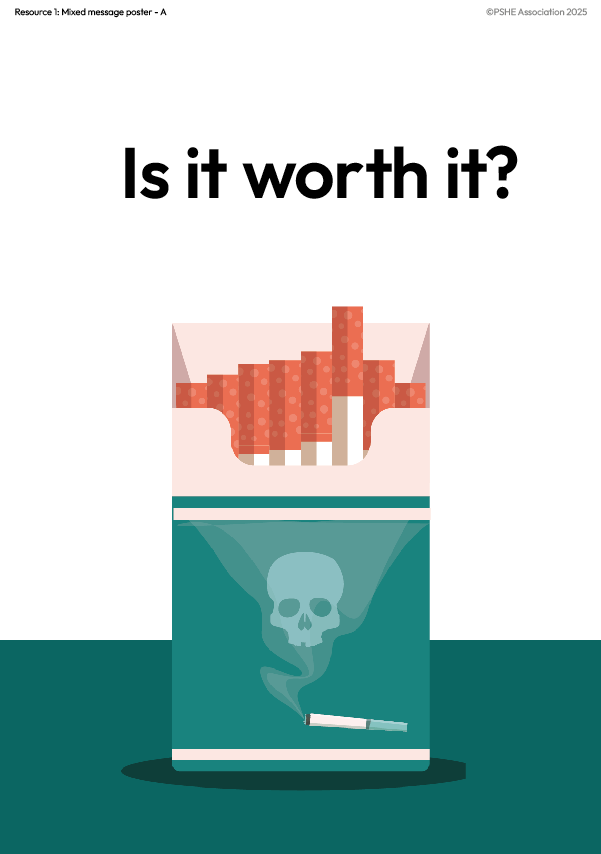 Resource 1: Mixed message poster - A
©PSHE Association 2025
Is it worth it?